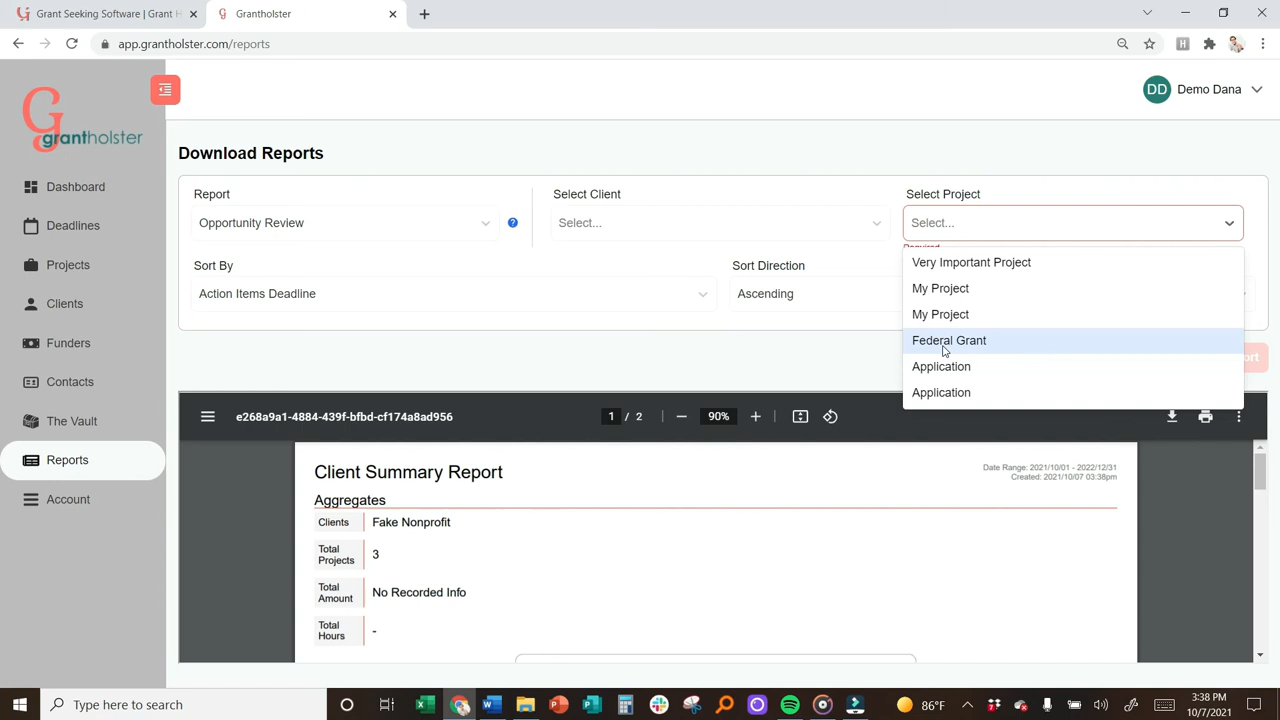 Grant Seeking Software | Grant H
Grantholster
app.grantholster.com/reports
H
grantholster
DD
Demo Dana
Dashboard
Deadlines
Projects
Clients
Funders
Contacts
The Vault
Reports
Account
Download Reports
Report
Select Client
Select Project
Opportunity Review
?
Select...
Select...
Required
Sort By
Sort Direction
Action Items Deadline
Ascending
Very Important Project
My Project
My Project
Federal Grant
Application
Application
ort
e268a9a1-4884-439f-bfbd-cf174a8ad956
1 / 2
90%
Client Summary Report
Date Range: 2021/10/01 - 2022/12/31
Created: 2021/10/07 03:38pm
Aggregates
Clients
Fake Nonprofit
Total
Projects
3
Total
Amount
No Recorded Info
Total
Hours
-
Type here to search
86°F
3:38 PM
10/7/2021